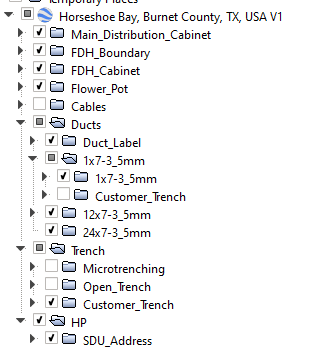 Temporary Places
Horseshoe Bay, Burnet County, TX, USA V1
Main_Distribution_Cabinet
FDH_Boundary
FDH_Cabinet
Flower_Pot
Cables
Ducts
Duct_Label
1x7-3_5mm
1x7-3_5mm
Customer_Trench
12x7-3_5mm
24x7-3_5mm
Trench
Microtrenching
Open_Trench
Customer_Trench
HP
SDU_Address